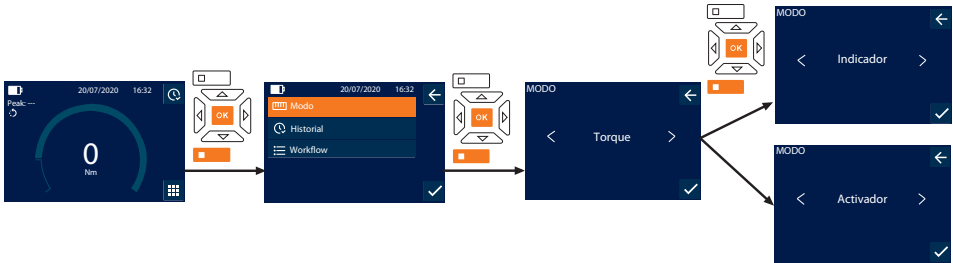 20/07/2020 16:32
Peak: ---
0
Nm
OK
20/07/2020 16:32
Modo
Historial
Workflow
OK
MODO
Torque
OK
MODO
Indicador
MODO
Activador